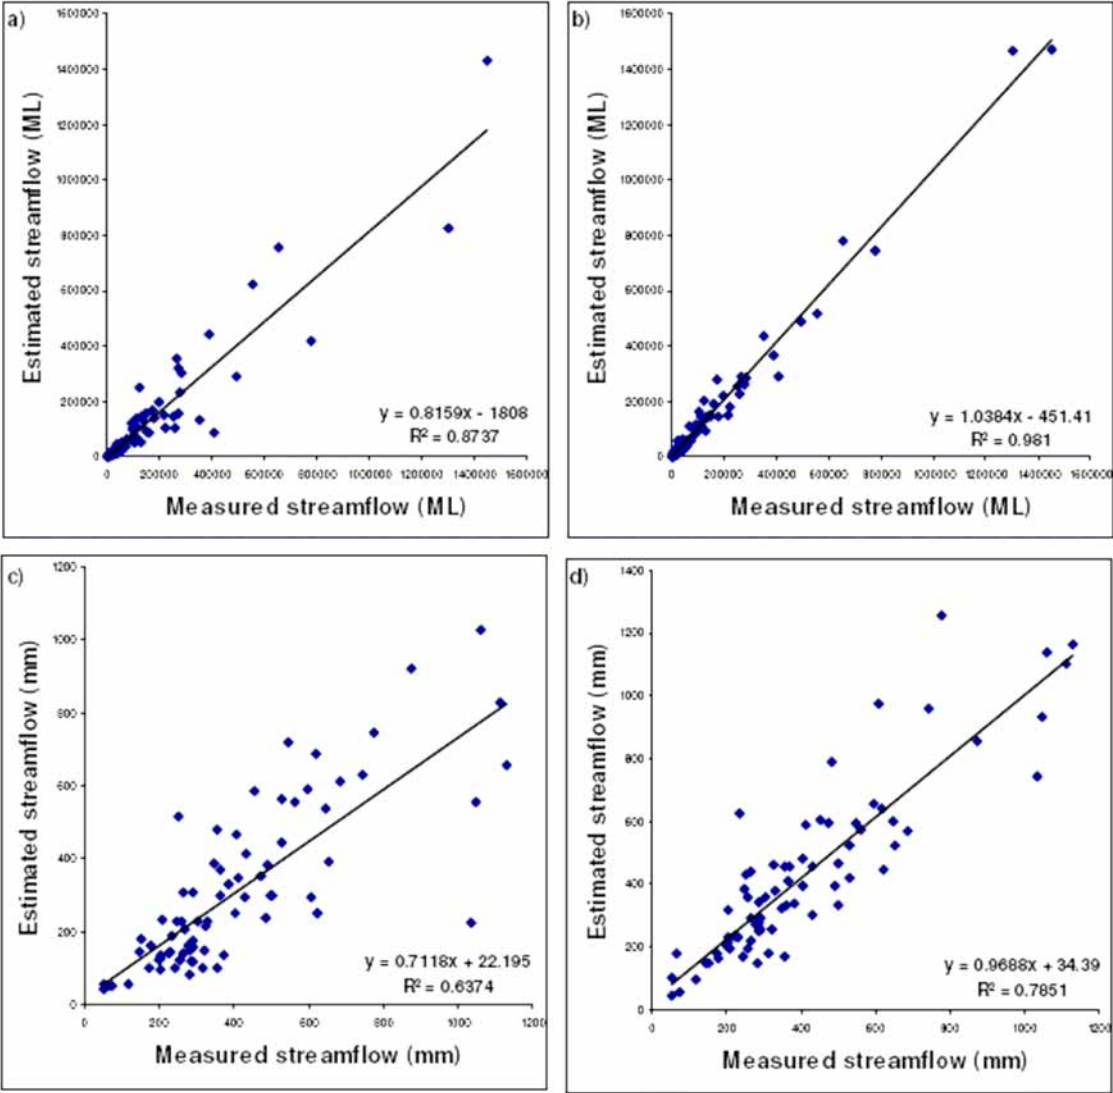 a)
1600000
1400000
1200000
1000000
800000
600000
400000
200000
0
Estimated streamflow (ML)
y = 0.8159x - 1808
R² = 0.8737
0 200000 400000 600000 800000 1000000 1200000 1400000 1600000
Measured streamflow (ML)
b)
1600000
1400000
1200000
1000000
800000
600000
400000
200000
0
Estimated streamflow (ML)
y = 1.0384x - 451.41
R² = 0.981
0 200000 400000 600000 800000 1000000 1200000 1400000 1600000
Measured streamflow (ML)
c)
1200
1000
800
600
400
200
0
Estimated streamflow (mm)
y = 0.7118x + 22.195
R² = 0.6374
0 200 400 600 800 1000 1200
Measured streamflow (mm)
d)
1400
1200
1000
800
600
400
200
0
Estimated streamflow (mm)
y = 0.9688x + 34.39
R² = 0.7851
0 200 400 600 800 1000 1200
Measured streamflow (mm)